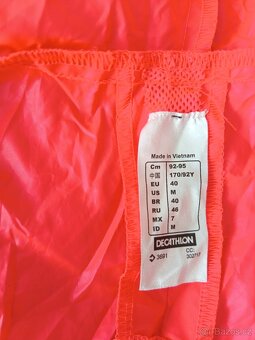 Made in Vietnam
Cm 92-95
中国 170/92Y
EU 40
US M
BR 40
RU 46
MX 7
ID M
DECATHLON
3691 CC: